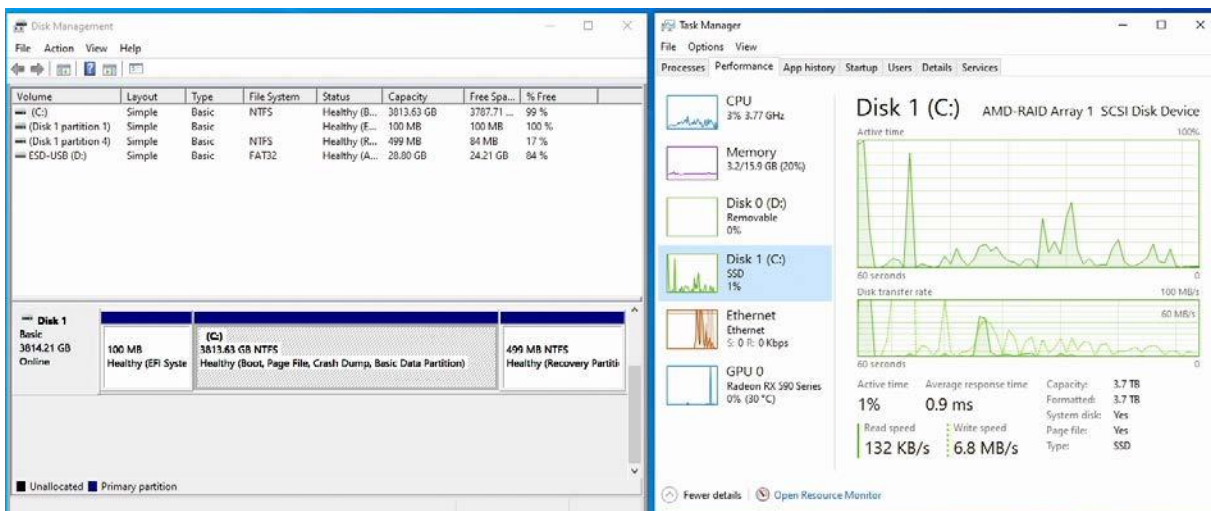 Disk Management
File Action View Help
Volume Layout Type File System Status Capacity Free Spa... % Free
(C:) Simple Basic NTFS Healthy (B... 3813.63 GB 3787.71 ... 99 %
(Disk 1 partition 1) Simple Basic Healthy (E... 100 MB 100 MB 100 %
(Disk 1 partition 4) Simple Basic NTFS Healthy (R... 499 MB 84 MB 17 %
ESD-USB (D:) Simple Basic FAT32 Healthy (A... 28.80 GB 24.21 GB 84 %
Disk 1
Basic
3814.21 GB
Online
100 MB
Healthy (EFI Syste
(C:)
3813.63 GB NTFS
Healthy (Boot, Page File, Crash Dump, Basic Data Partition)
499 MB NTFS
Healthy (Recovery Partiti
Unallocated Primary partition
Task Manager
File Options View
Processes Performance App history Startup Users Details Services
CPU
3% 3.77 GHz
Memory
3.2/15.9 GB (20%)
Disk 0 (D:)
Removable
0%
Disk 1 (C:)
SSD
1%
Ethernet
Ethernet
S: 0 R: 0 Kbps
GPU 0
Radeon RX 590 Series
0% (30 °C)
Disk 1 (C:) AMD-RAID Array 1 SCSI Disk Device
Active time 100%
60 seconds 0
Disk transfer rate 100 MB/s
60 MB/s
60 seconds 0
Active time Average response time
1% 0.9 ms
Read speed Write speed
132 KB/s 6.8 MB/s
Capacity: 3.7 TB
Formatted: 3.7 TB
System disk: Yes
Page file: Yes
Type: SSD
Fewer details Open Resource Monitor